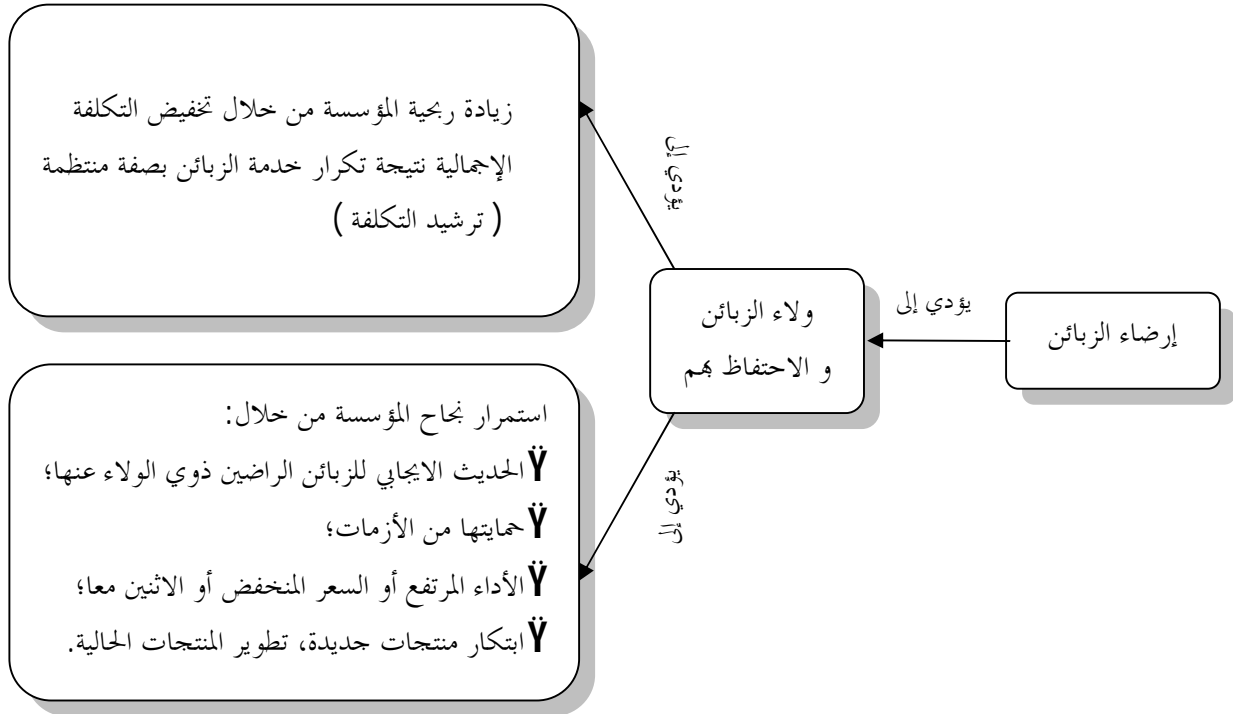 إرضاء الزبائن
يؤدي إلى
ولاء الزبائن
و الاحتفاظ بهم
يؤدي إلى
زيادة ربحية المؤسسة من خلال تخفيض التكلفة
الإجمالية نتيجة تكرار خدمة الزبائن بصفة منتظمة
( ترشيد التكلفة )
يؤدي إلى
استمرار نجاح المؤسسة من خلال:
Ÿ الحديث الايجابي للزبائن الراضين ذوي الولاء عنها؛
Ÿ حمايتها من الأزمات؛
Ÿ الأداء المرتفع أو السعر المنخفض أو الاثنين معا؛
Ÿ ابتكار منتجات جديدة، تطوير المنتجات الحالية.